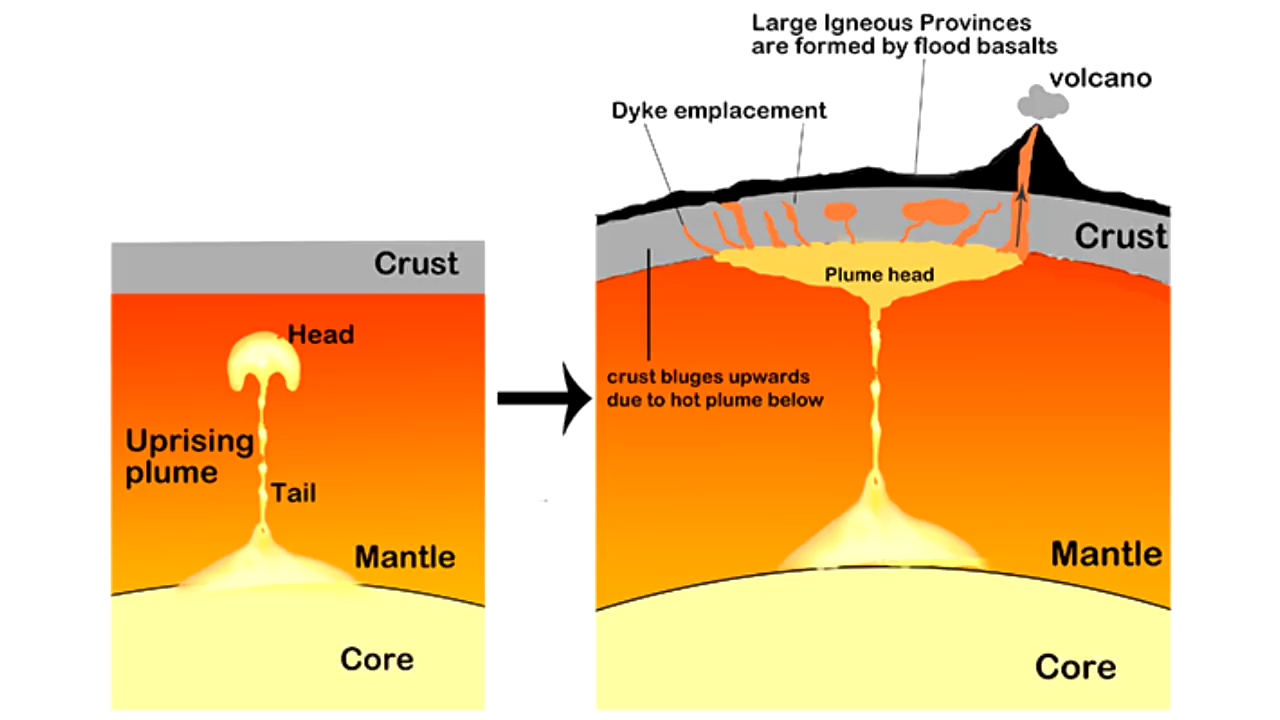 Crust
Head
Uprising
plume
Tail
Mantle
Core
Large Igneous Provinces
are formed by flood basalts
volcano
Dyke emplacement
Crust
Plume head
crust bluges upwards
due to hot plume below
Mantle
Core